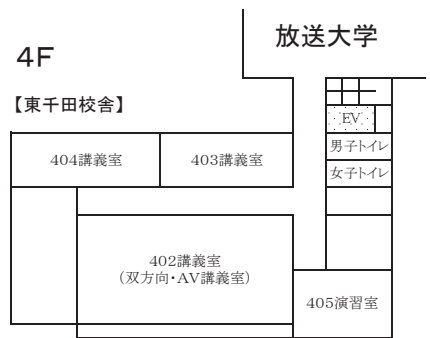 放送大学
4F
【東千田校舎】
EV
404講義室
403講義室
男子トイレ
女子トイレ
402講義室
（双方向・AV講義室）
405演習室